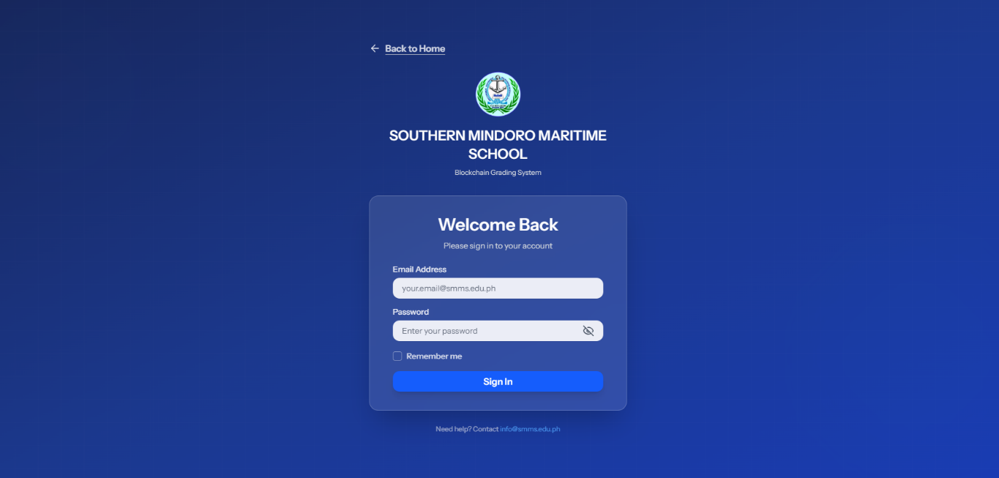 Back to Home
SOUTHERN MINDORO MARITIME
SCHOOL
Blockchain Grading System
Welcome Back
Please sign in to your account
Email Address
your.email@smms.edu.ph
Password
Enter your password
Remember me
Sign In
Need help? Contact info@smms.edu.ph